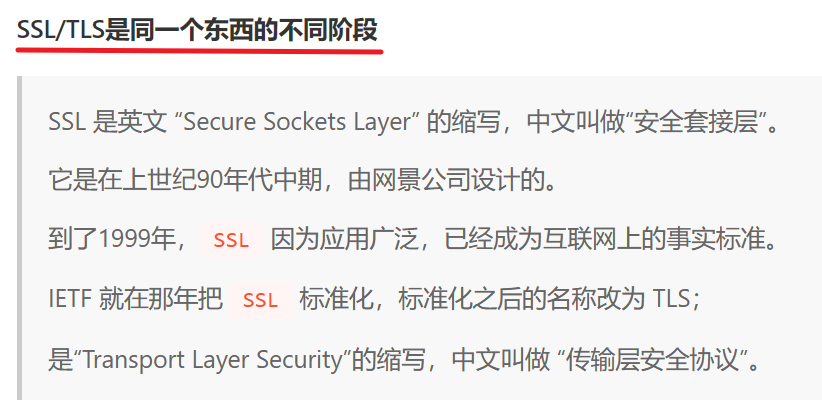 SSL/TLS是同一个东西的不同阶段
SSL 是英文 “Secure Sockets Layer” 的缩写，中文叫做“安全套接层”。
它是在上世纪90年代中期，由网景公司设计的。
到了1999年， SSL 因为应用广泛，已经成为互联网上的事实标准。
IETF 就在那年把 SSL 标准化，标准化之后的名称改为 TLS；
是“Transport Layer Security”的缩写，中文叫做 “传输层安全协议”。